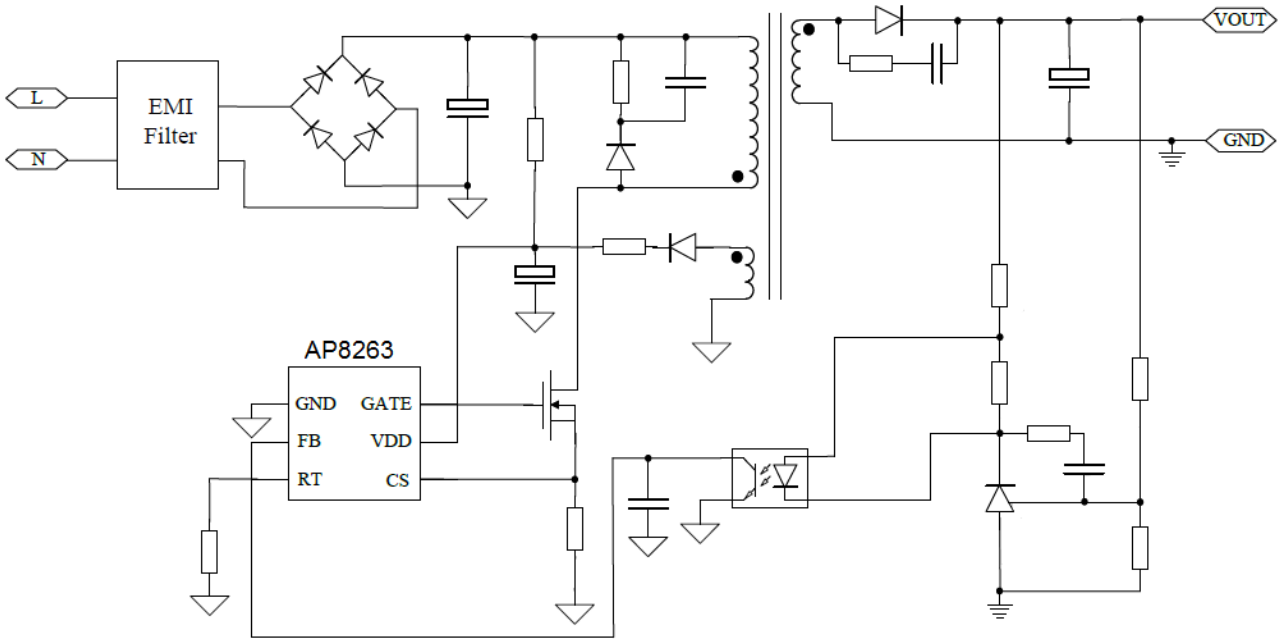 VOUT
L
EMI
Filter
N
GND
AP8263
GND GATE
FB VDD
RT CS